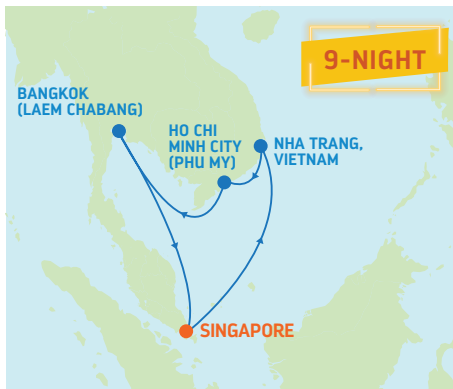 9-NIGHT
BANGKOK
(LAEM CHABANG)
HO CHI
MINH CITY
(PHU MY)
NHA TRANG,
VIETNAM
SINGAPORE